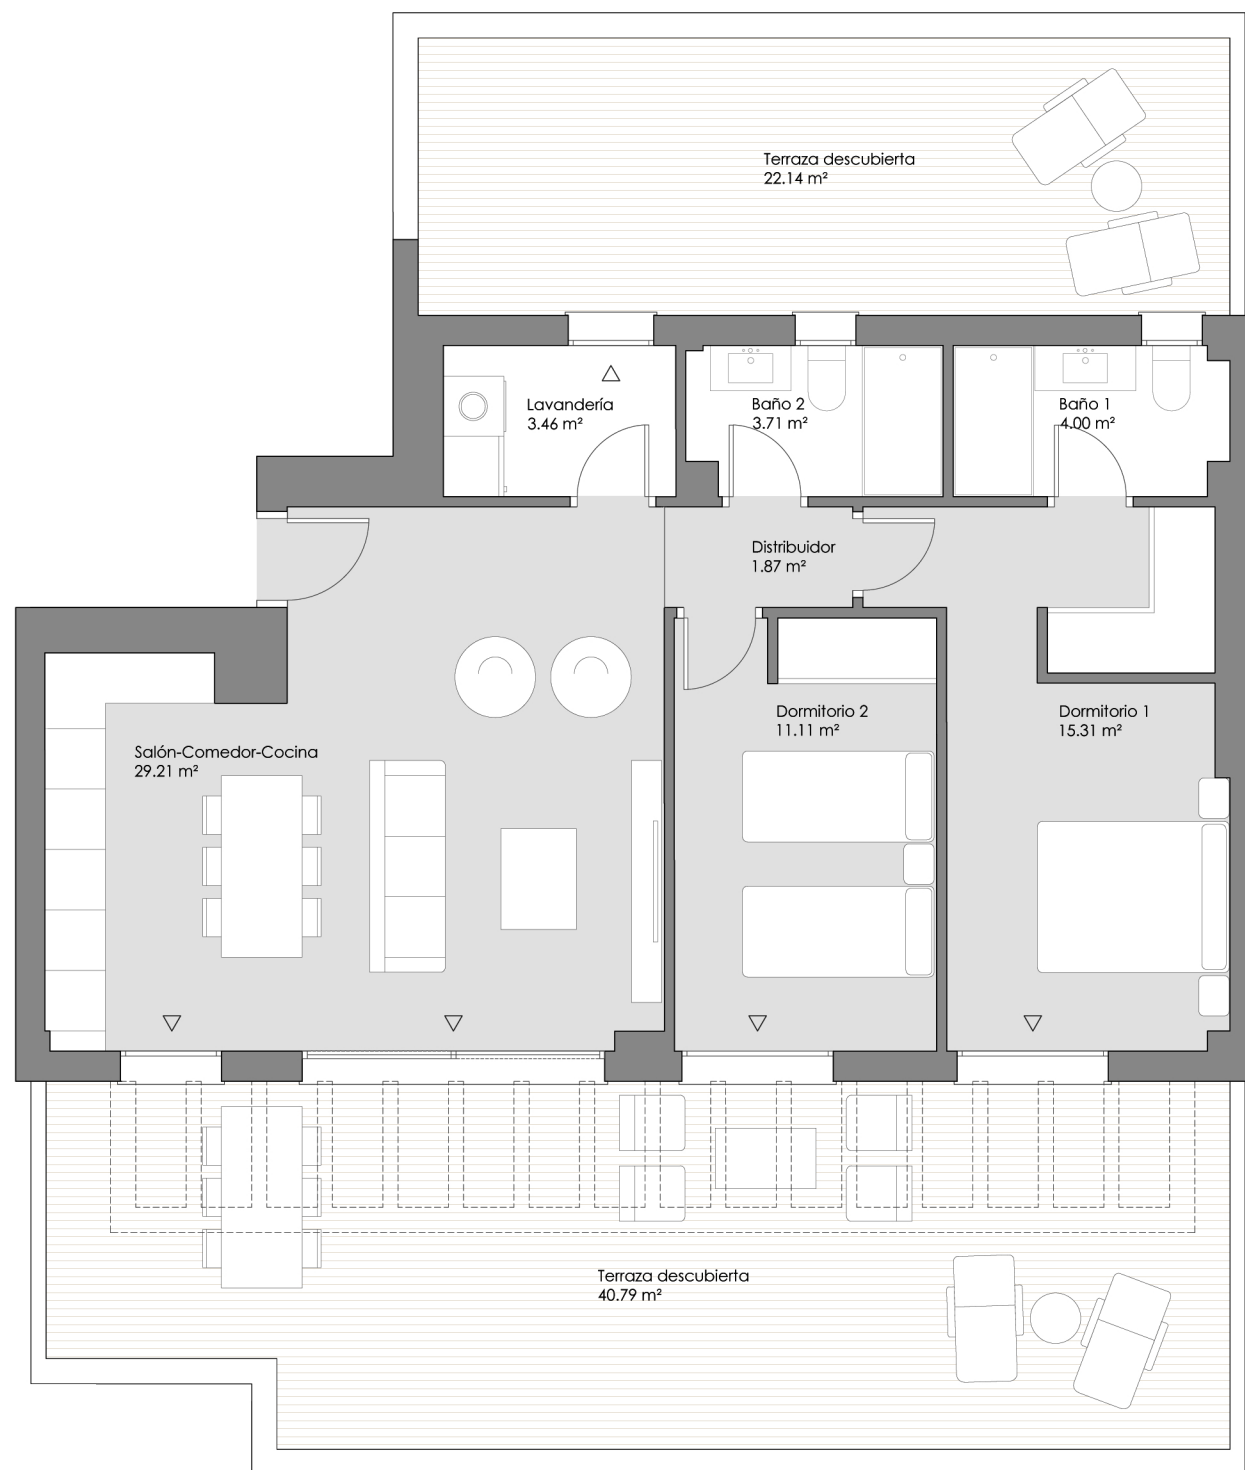 Terraza descubierta
22.14 m²
Lavandería
3.46 m²
Baño 2
3.71 m²
Baño 1
4.00 m²
Distribuidor
1.87 m²
Dormitorio 2
11.11 m²
Dormitorio 1
15.31 m²
Salón-Comedor-Cocina
29.21 m²
Terraza descubierta
40.79 m²